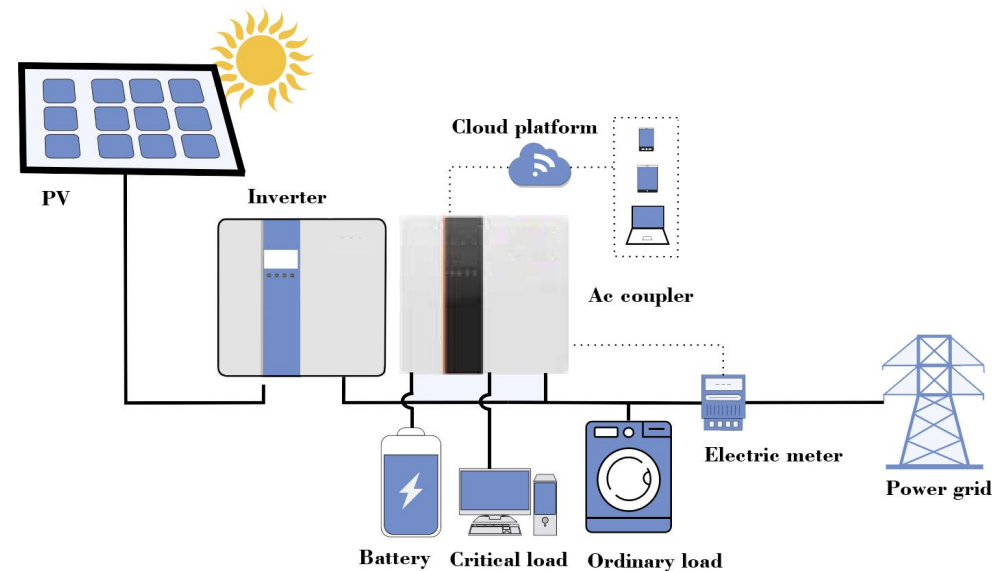 Cloud platform
PV
Inverter
Ac coupler
Electric meter
Power grid
Battery
Critical load
Ordinary load